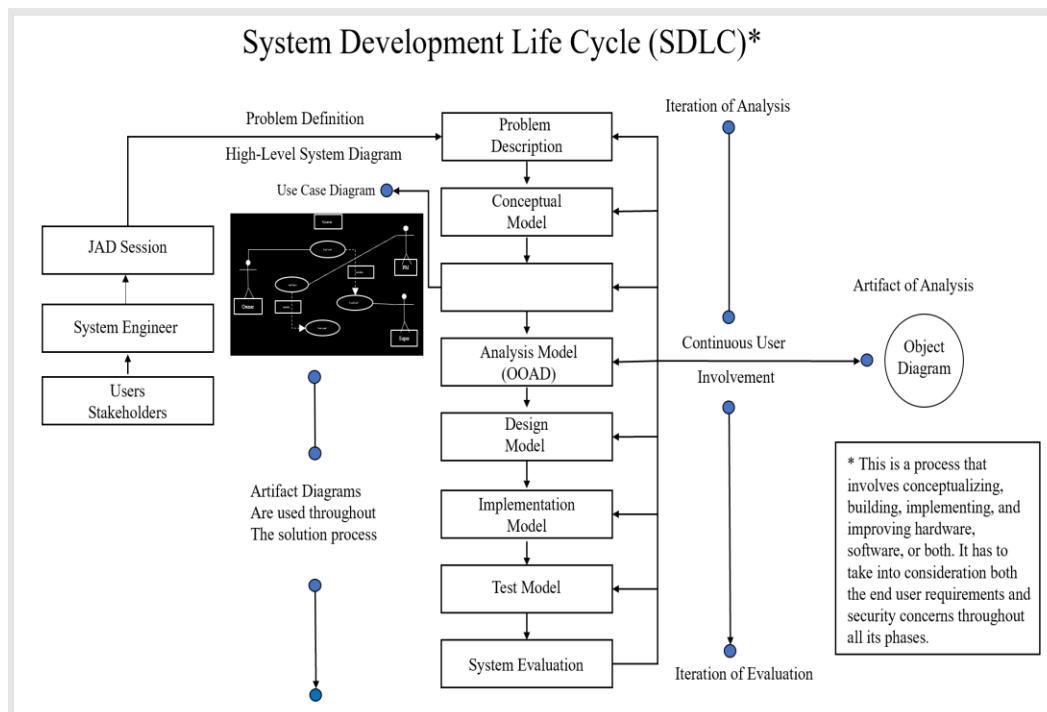 System Development Life Cycle (SDLC)*
Problem Definition
High-Level System Diagram
Use Case Diagram
JAD Session
System Engineer
Users
Stakeholders
Owner
Artifact Diagrams
Are used throughout
The solution process
Problem
Description
Conceptual
Model
Analysis Model
(OOAD)
Design
Model
Implementation
Model
Test Model
System Evaluation
Iteration of Analysis
Continuous User
Involvement
Iteration of Evaluation
Artifact of Analysis
Object
Diagram
* This is a process that
involves conceptualizing,
building, implementing, and
improving hardware,
software, or both. It has to
take into consideration both
the end user requirements and
security concerns throughout
all its phases.